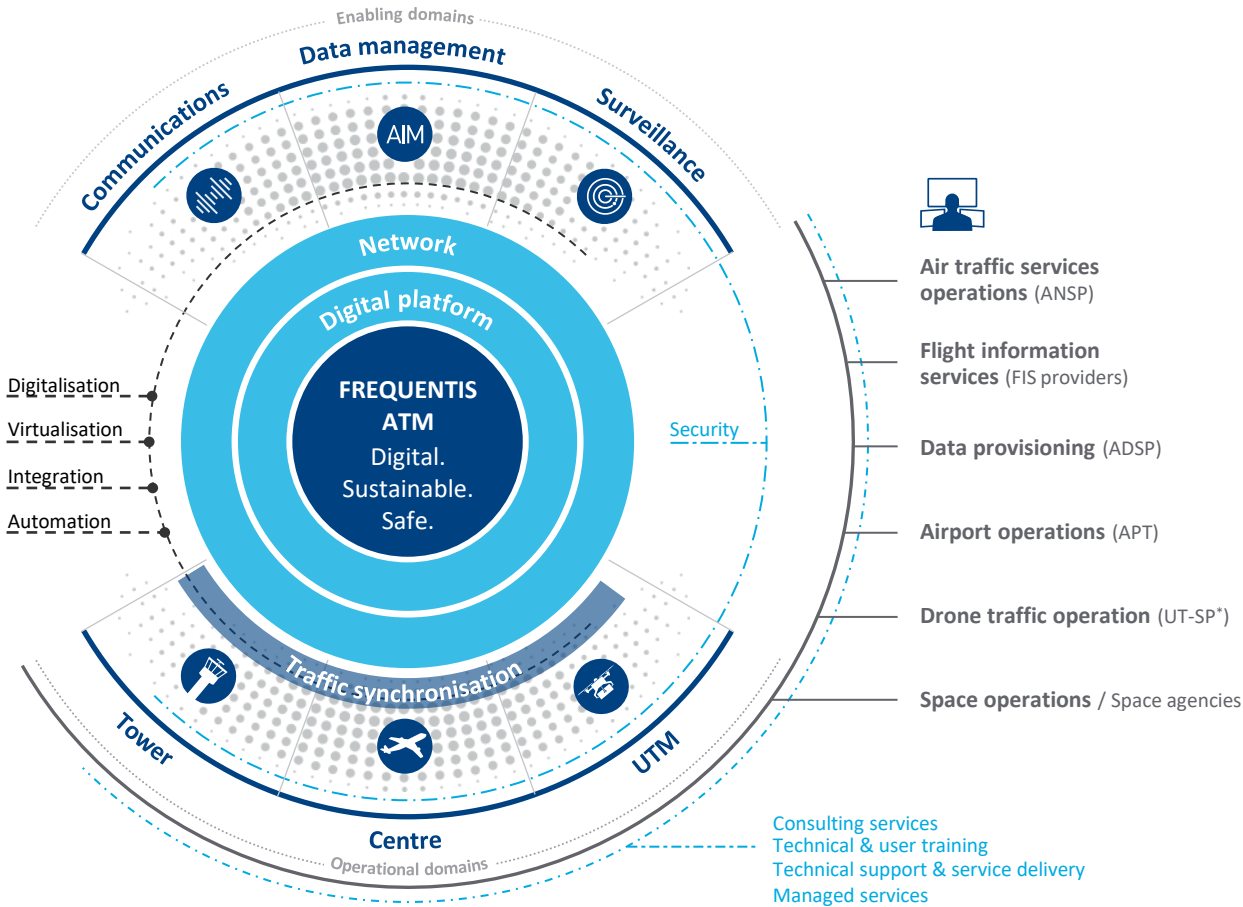 Enabling domains
Data management
Communications
Surveillance
AIM
Network
Digital platform
FREQUENTIS
ATM
Digital.
Sustainable.
Safe.
Digitalisation
Virtualisation
Integration
Automation
Security
Traffic synchronisation
Tower
Centre
UTM
Operational domains
Air traffic services
operations (ANSP)
Flight information
services (FIS providers)
Data provisioning (ADSP)
Airport operations (APT)
Drone traffic operation (UT-SP*)
Space operations / Space agencies
Consulting services
Technical & user training
Technical support & service delivery
Managed services